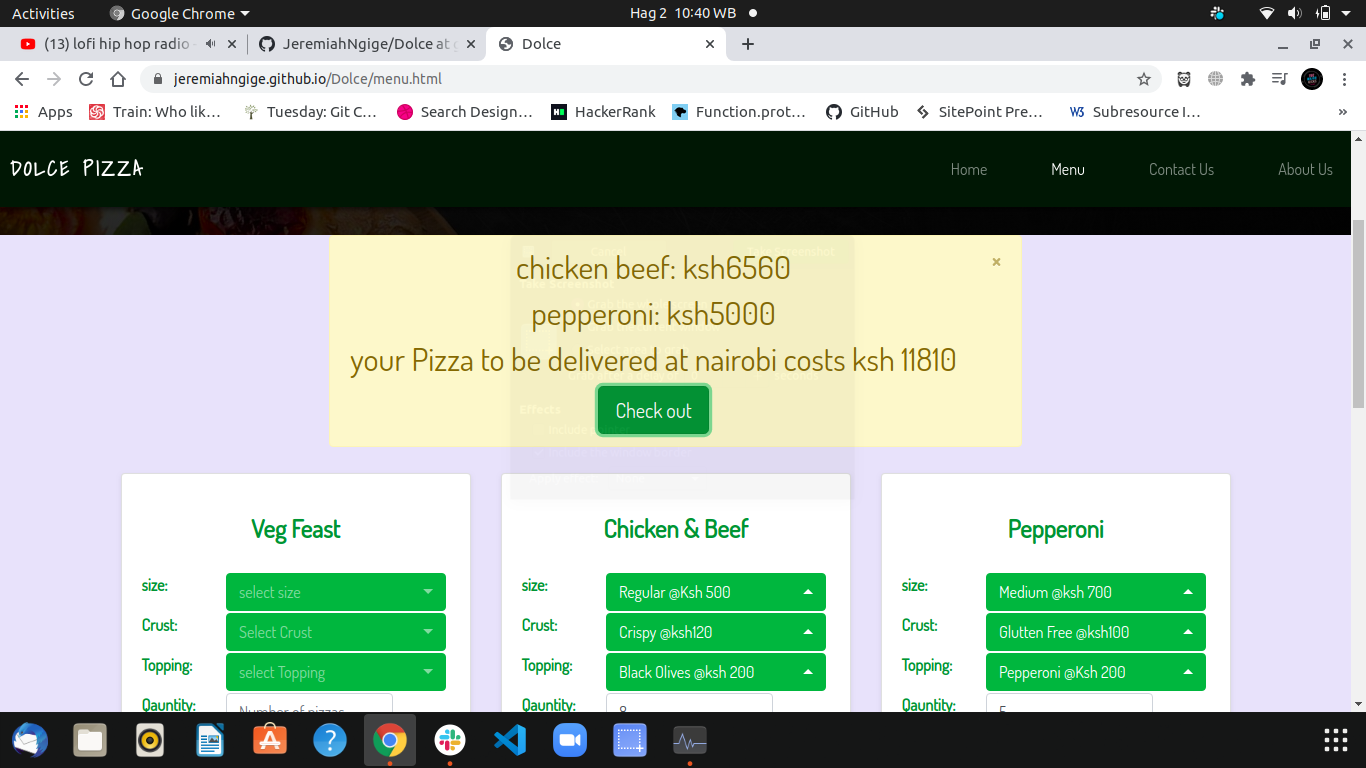 Activities Google Chrome Hag 2 10:40 WB
(13) lofi hip hop radio JeremiahNgige/Dolce at g Dolce
jeremiahngige.github.io/Dolce/menu.html
Apps Train: Who lik… Tuesday: Git C… Search Design… HackerRank Function.prot… GitHub SitePoint Pre… W3 Subresource I… »
DOLCE PIZZA Home Menu Contact Us About Us
chicken beef: ksh6560 ×
Take Screenshot
pepperoni: ksh5000
your Pizza to be delivered at nairobi costs ksh 11810
Check out
Effects
Veg Feast Chicken & Beef Pepperoni
size: select size size: Regular @Ksh 500 size: Medium @ksh 700
Crust: Select Crust Crust: Crispy @ksh120 Crust: Glutten Free @ksh100
Topping: select Topping Topping: Black Olives @ksh 200 Topping: Pepperoni @Ksh 200
Qauntity: Number of pizzas Qauntity: 8 Qauntity: 5